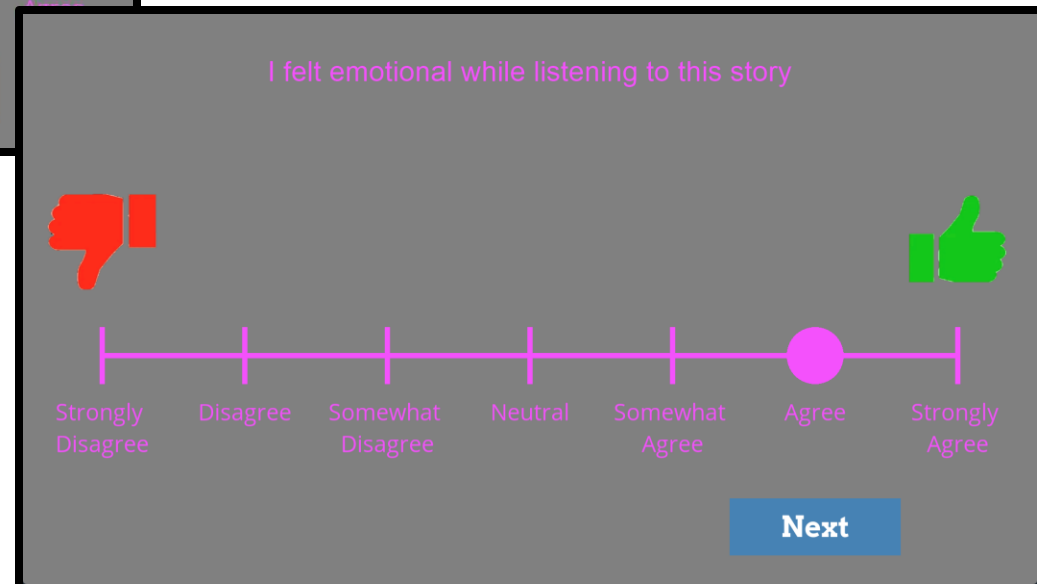 I felt emotional while listening to this story
Strongly Disagree Somewhat Neutral Somewhat Agree Strongly
Disagree Disagree Agree Agree
Next